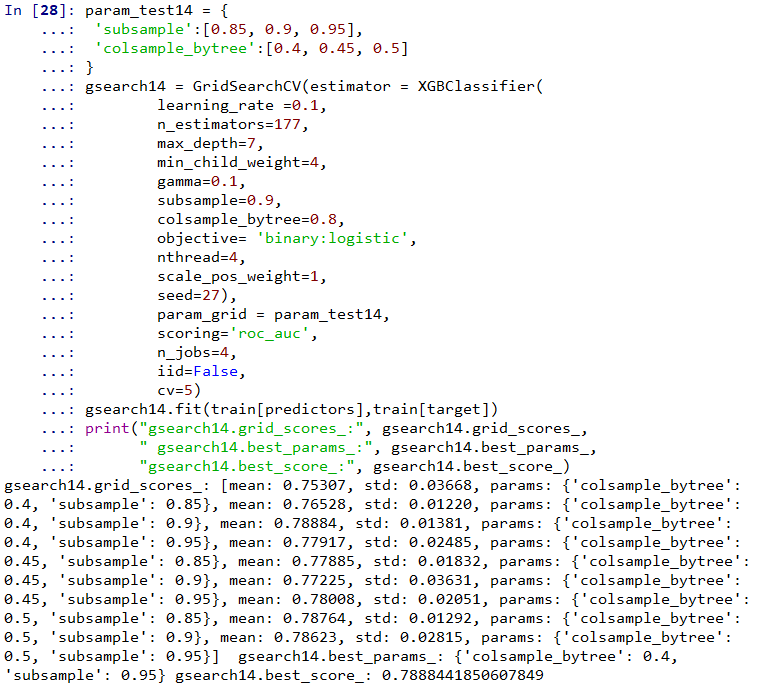 In [28]: param_test14 = {
    ...:  'subsample':[0.85, 0.9, 0.95],
    ...:  'colsample_bytree':[0.4, 0.45, 0.5]
    ...: }
    ...: gsearch14 = GridSearchCV(estimator = XGBClassifier(
    ...:         learning_rate =0.1,
    ...:         n_estimators=177,
    ...:         max_depth=7,
    ...:         min_child_weight=4,
    ...:         gamma=0.1,
    ...:         subsample=0.9,
    ...:         colsample_bytree=0.8,
    ...:         objective= 'binary:logistic',
    ...:         nthread=4,
    ...:         scale_pos_weight=1,
    ...:         seed=27),
    ...:         param_grid = param_test14,
    ...:         scoring='roc_auc',
    ...:         n_jobs=4,
    ...:         iid=False,
    ...:         cv=5)
    ...: gsearch14.fit(train[predictors],train[target])
    ...: print("gsearch14.grid_scores_:", gsearch14.grid_scores_,
    ...:       " gsearch14.best_params_:", gsearch14.best_params_,
    ...:       "gsearch14.best_score_:", gsearch14.best_score_)
gsearch14.grid_scores_: [mean: 0.75307, std: 0.03668, params: {'colsample_bytree':
0.4, 'subsample': 0.85}, mean: 0.76528, std: 0.01220, params: {'colsample_bytree':
0.4, 'subsample': 0.9}, mean: 0.78884, std: 0.01381, params: {'colsample_bytree':
0.4, 'subsample': 0.95}, mean: 0.77917, std: 0.02485, params: {'colsample_bytree':
0.45, 'subsample': 0.85}, mean: 0.77885, std: 0.01832, params: {'colsample_bytree':
0.45, 'subsample': 0.9}, mean: 0.77225, std: 0.03631, params: {'colsample_bytree':
0.45, 'subsample': 0.95}, mean: 0.78008, std: 0.02051, params: {'colsample_bytree':
0.5, 'subsample': 0.85}, mean: 0.78764, std: 0.01292, params: {'colsample_bytree':
0.5, 'subsample': 0.9}, mean: 0.78623, std: 0.02815, params: {'colsample_bytree':
0.5, 'subsample': 0.95}]  gsearch14.best_params_: {'colsample_bytree': 0.4,
'subsample': 0.95} gsearch14.best_score_: 0.7888441850607849